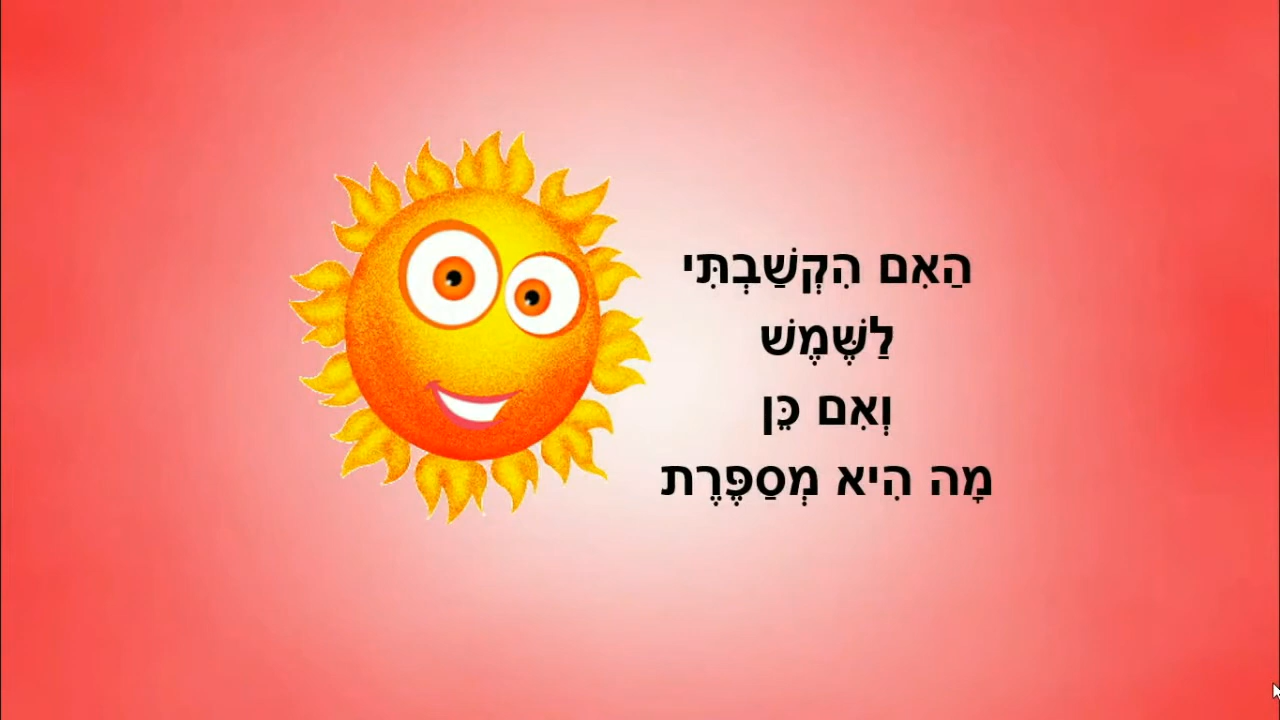 הַאִם הִקְשַׁבְתִּי
לַשֶּׁמֶשׁ
וְאִם כֵּן
מָה הִיא מְסַפֶּרֶת